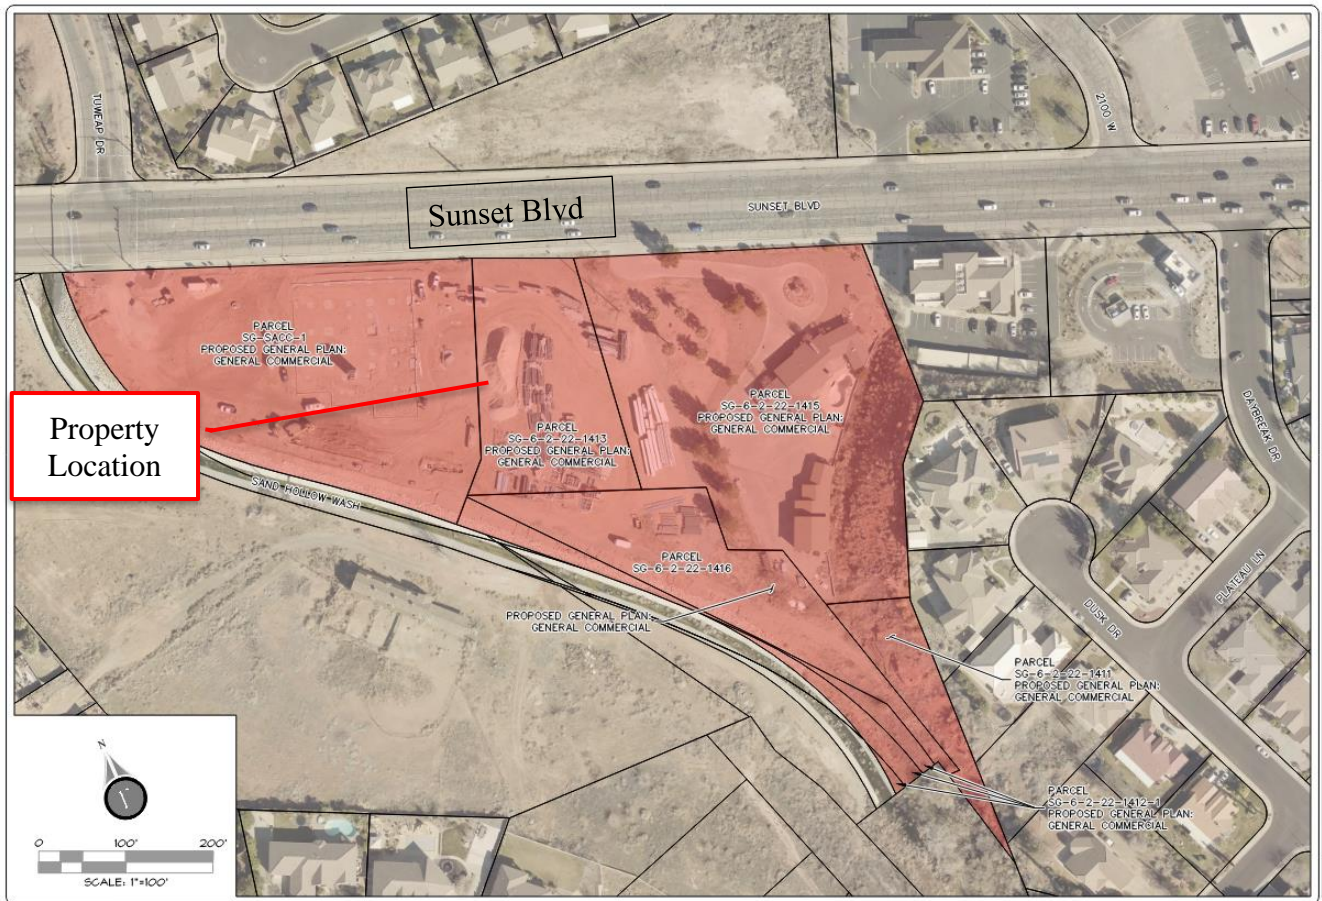 TUWEAP DR
2100 W
Sunset Blvd
SUNSET BLVD
PARCEL
SG-SACC-1
PROPOSED GENERAL PLAN:
GENERAL COMMERCIAL
PARCEL
SG-6-2-22-1415
PROPOSED GENERAL PLAN:
GENERAL COMMERCIAL
DAYBREAK DR
Property
Location
PARCEL
SG-6-2-22-1413
PROPOSED GENERAL PLAN:
GENERAL COMMERCIAL
SAND HOLLOW WASH
PARCEL
SG-6-2-22-1416
PROPOSED GENERAL PLAN:
GENERAL COMMERCIAL
PLATEAU LN
DUSK DR
PARCEL
SG-6-2-22-1411
PROPOSED GENERAL PLAN:
GENERAL COMMERCIAL
PARCEL
SG-6-2-22-1412-1
PROPOSED GENERAL PLAN:
GENERAL COMMERCIAL
N
0 100' 200'
SCALE: 1"=100'